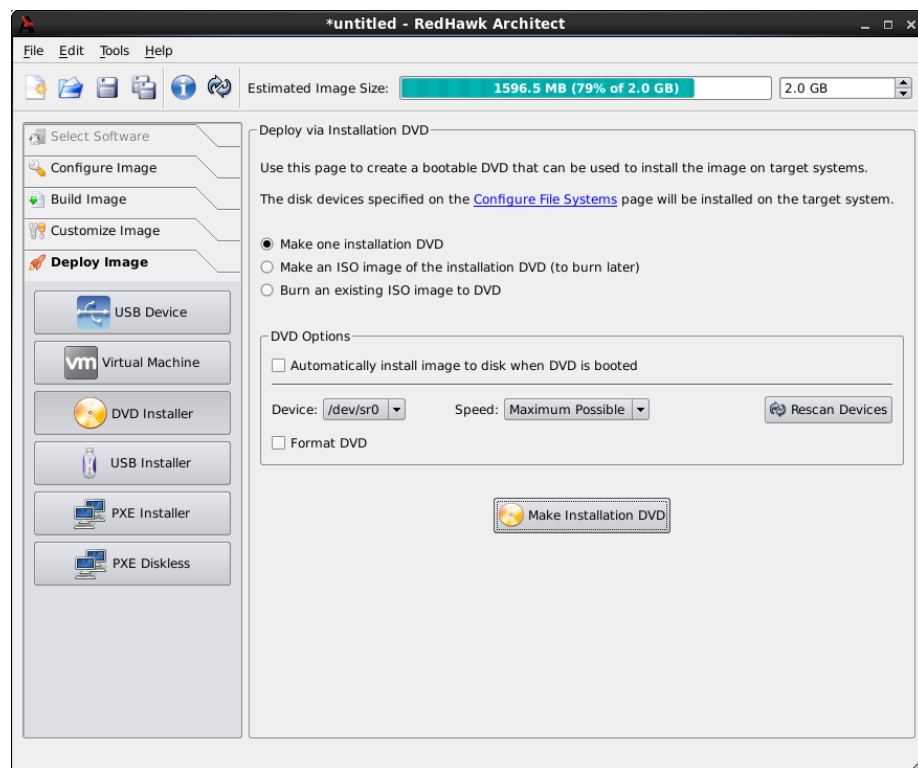 *untitled - RedHawk Architect
File Edit Tools Help
Estimated Image Size: 1596.5 MB (79% of 2.0 GB) 2.0 GB
Select Software
Configure Image
Build Image
Customize Image
Deploy Image
USB Device
vm Virtual Machine
DVD Installer
USB Installer
PXE Installer
PXE Diskless
Deploy via Installation DVD
Use this page to create a bootable DVD that can be used to install the image on target systems.
The disk devices specified on the Configure File Systems page will be installed on the target system.
Make one installation DVD
Make an ISO image of the installation DVD (to burn later)
Burn an existing ISO image to DVD
DVD Options
Automatically install image to disk when DVD is booted
Device: /dev/sr0 Speed: Maximum Possible Rescan Devices
Format DVD
Make Installation DVD